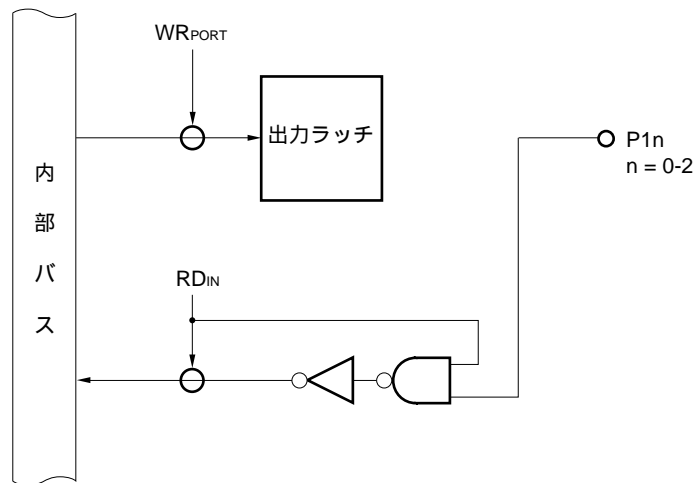 WRPORT
出力ラッチ
P1n
n = 0-2
内部バス
RDIN